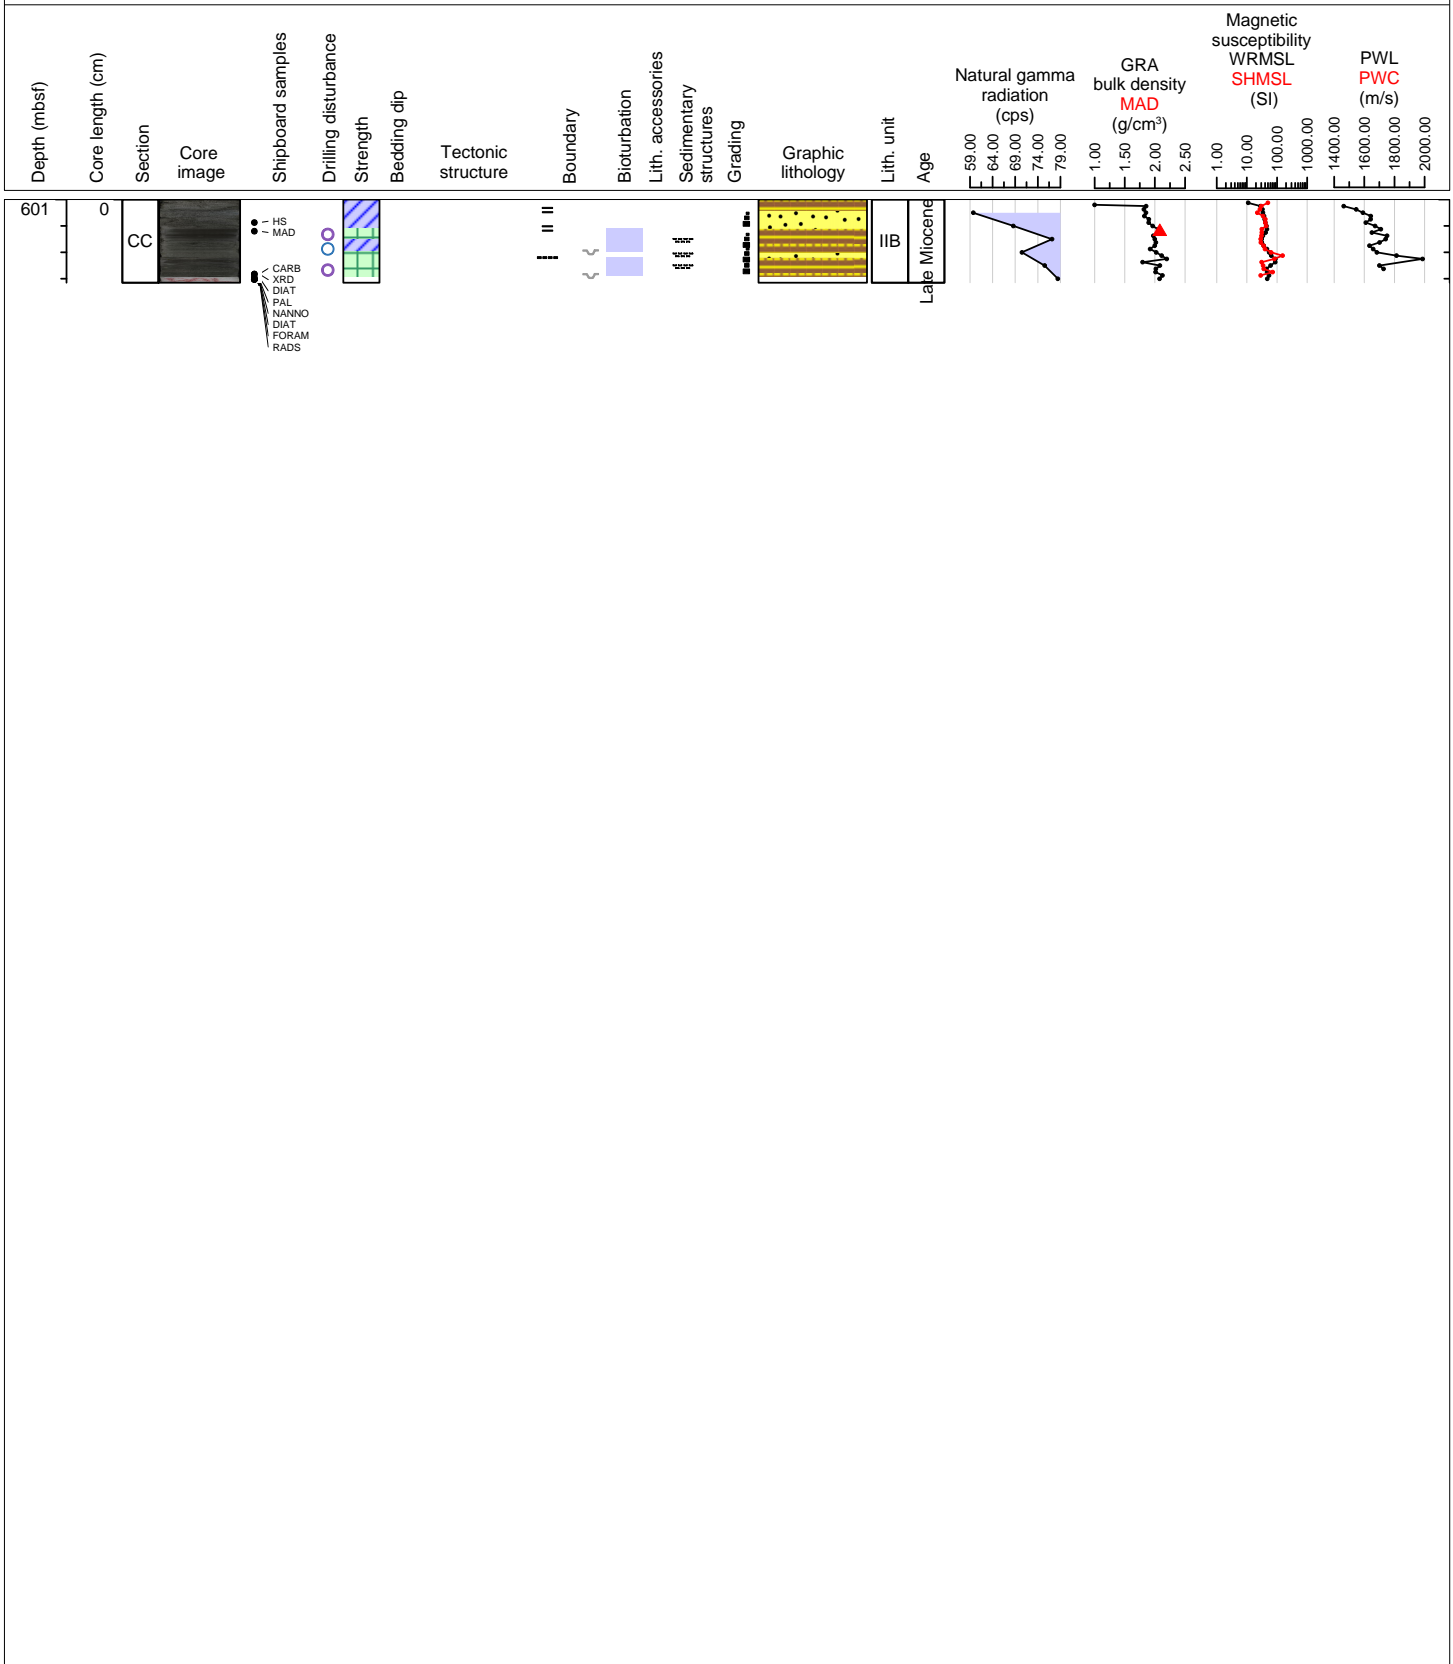 Depth (mbsf)
Core length (cm)
Section
Core
image
Shipboard samples
Drilling disturbance
Strength
Bedding dip
Tectonic
structure
Boundary
Bioturbation
Lith. accessories
Sedimentary
structures
Grading
Graphic
lithology
Lith. unit
Age
Natural gamma
radiation
(cps)
59.00
64.00
69.00
74.00
79.00
GRA
bulk density
MAD
(g/cm³)
1.00
1.50
2.00
2.50
Magnetic
susceptibility
WRMSL
SHMSL
(SI)
1.00
10.00
100.00
1000.00
PWL
PWC
(m/s)
1400.00
1600.00
1800.00
2000.00
601
0
CC
HS
MAD
CARB
XRD
DIAT
PAL
NANNO
DIAT
FORAM
RADS
IIB
Late Miocene